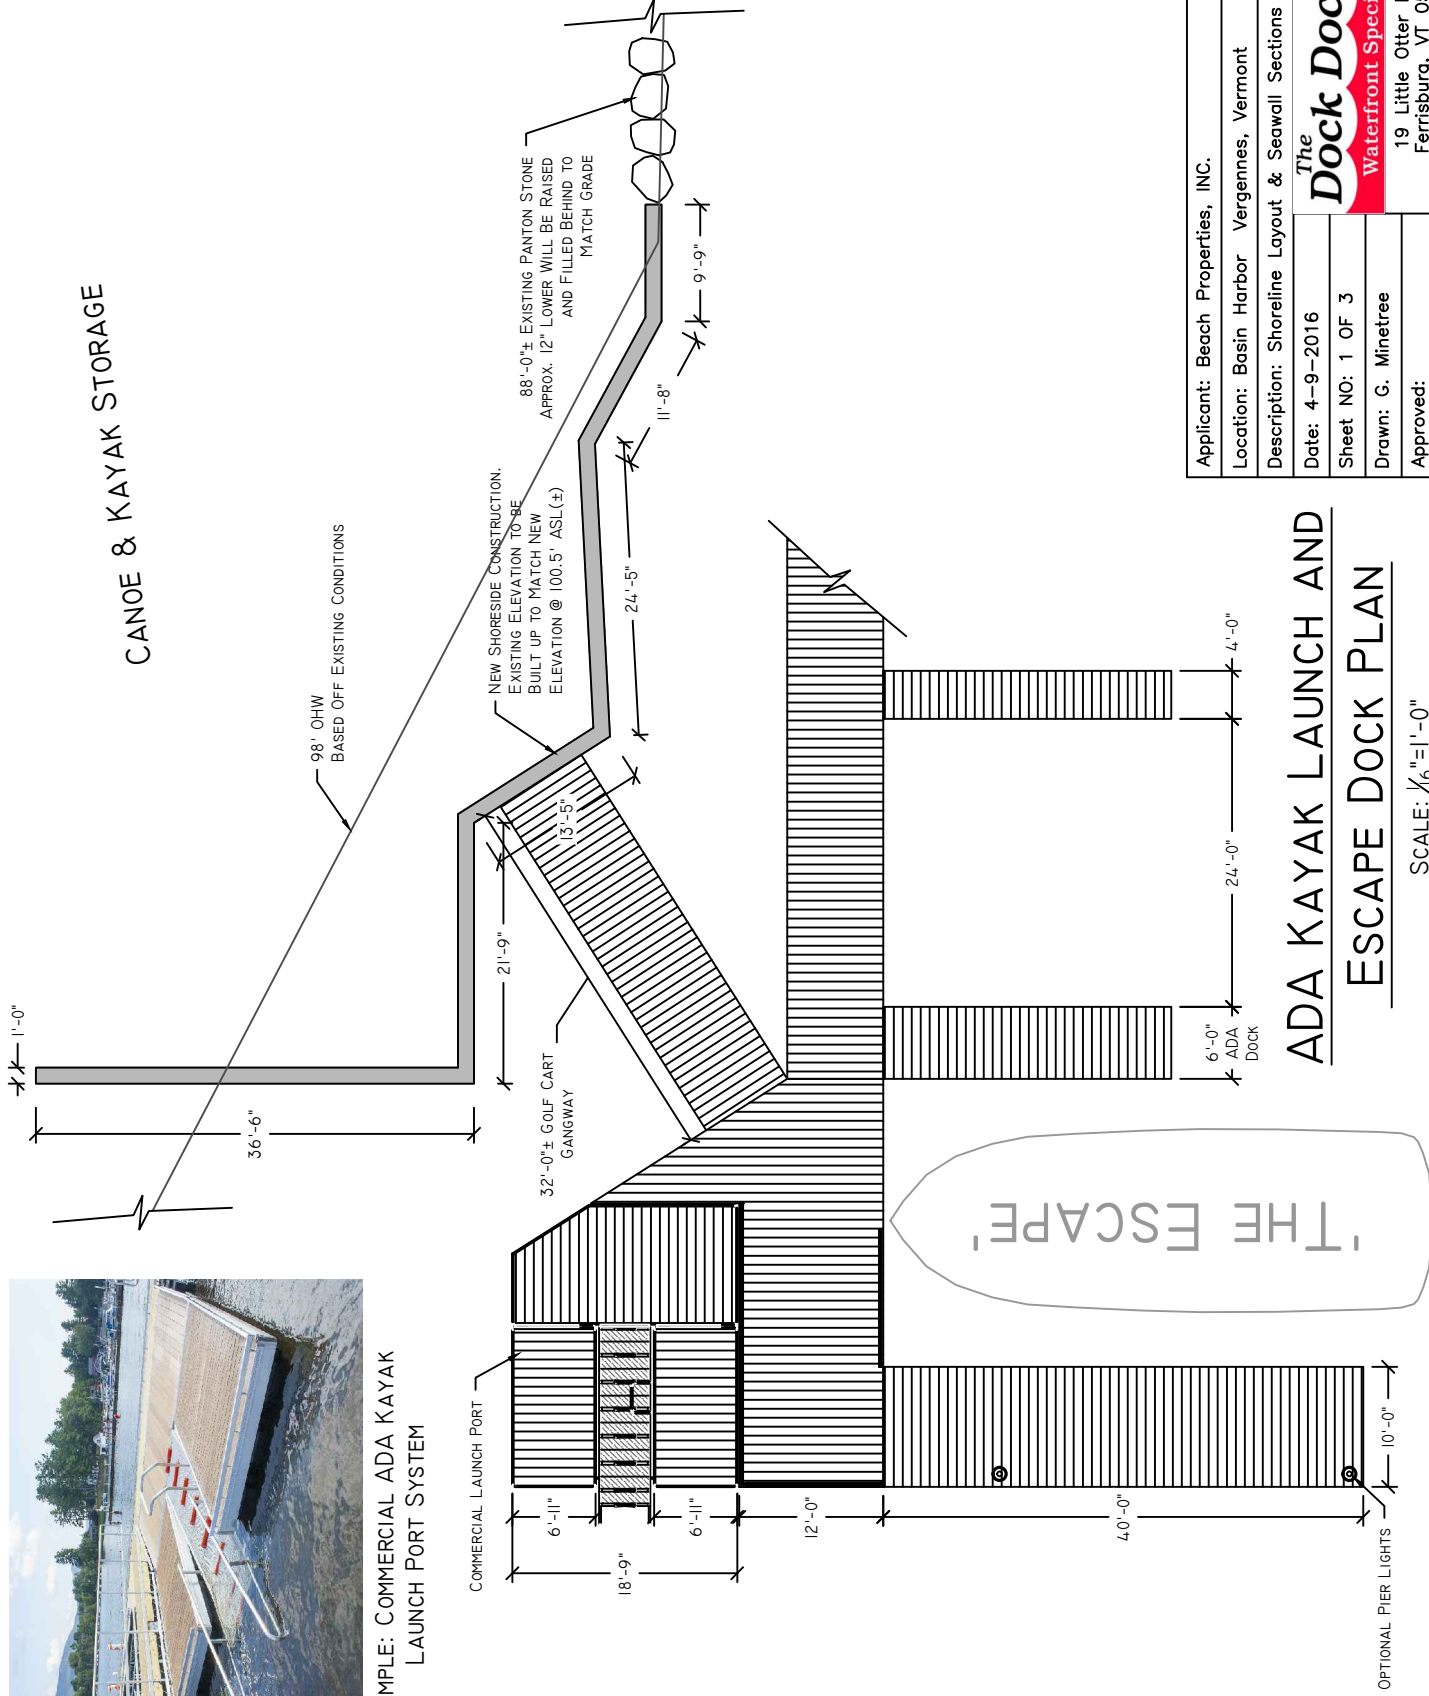 CANOE & KAYAK STORAGE
98' OHW
BASED OFF EXISTING CONDITIONS
1'-0"
36'-6"
21'-9"
13'-5"
24'-5"
11'-8"
9'-9"
88'-0"± EXISTING PANTON STONE
APPROX. 12" LOWER WILL BE RAISED
AND FILLED BEHIND TO
MATCH GRADE
NEW SHORESIDE CONSTRUCTION.
EXISTING ELEVATION TO BE
BUILT UP TO MATCH NEW
ELEVATION @ 100.5' ASL(±)
32'-0"± GOLF CART
GANGWAY
MPLE: COMMERCIAL ADA KAYAK
LAUNCH PORT SYSTEM
COMMERCIAL LAUNCH PORT
6'-11"
6'-11"
18'-9"
12'-0"
40'-0"
10'-0"
OPTIONAL PIER LIGHTS
'THE ESCAPE'
6'-0"
ADA
DOCK
24'-0"
4'-0"
ADA KAYAK LAUNCH AND
ESCAPE DOCK PLAN
SCALE: 1/16"=1'-0"
Applicant: Beach Properties, INC.
Location: Basin Harbor Vergennes, Vermont
Description: Shoreline Layout & Seawall Sections
Date: 4-9-2016
Sheet NO: 1 OF 3
Drawn: G. Minetree
Approved:
The
Dock Doc
Waterfront Speci
19 Little Otter
Ferrisburg, VT